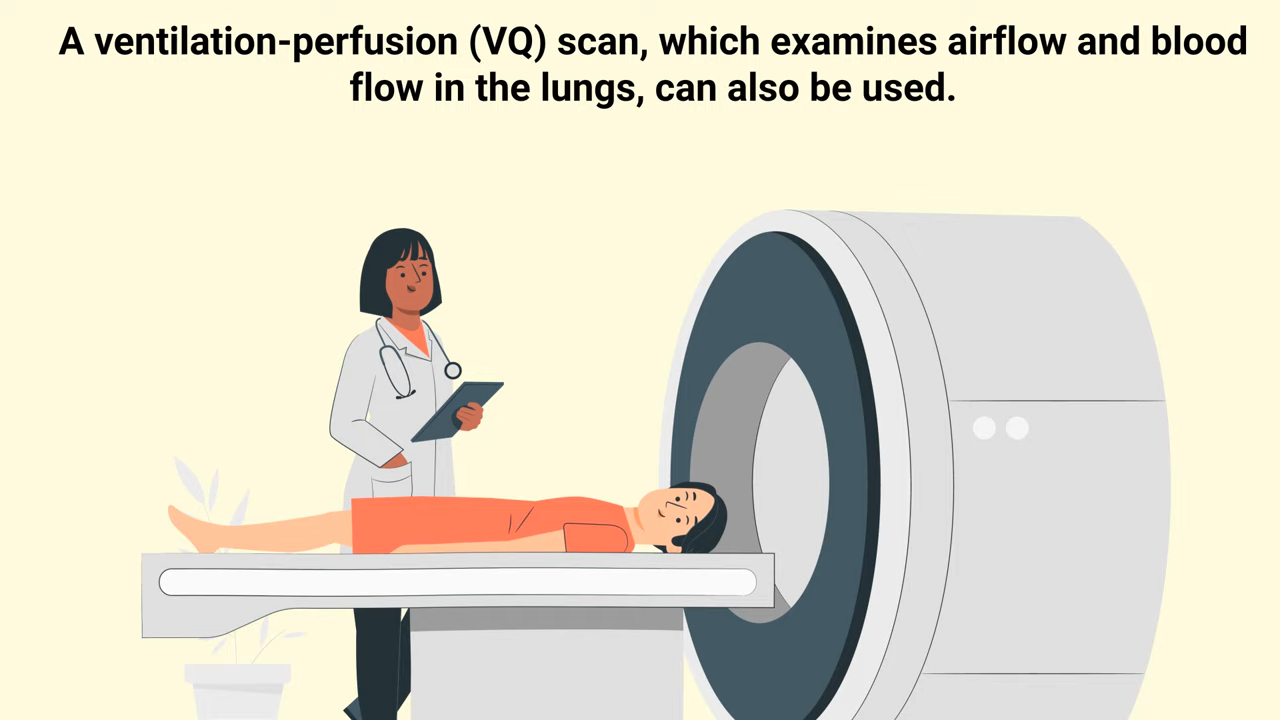 A ventilation-perfusion (VQ) scan, which examines airflow and blood
flow in the lungs, can also be used.